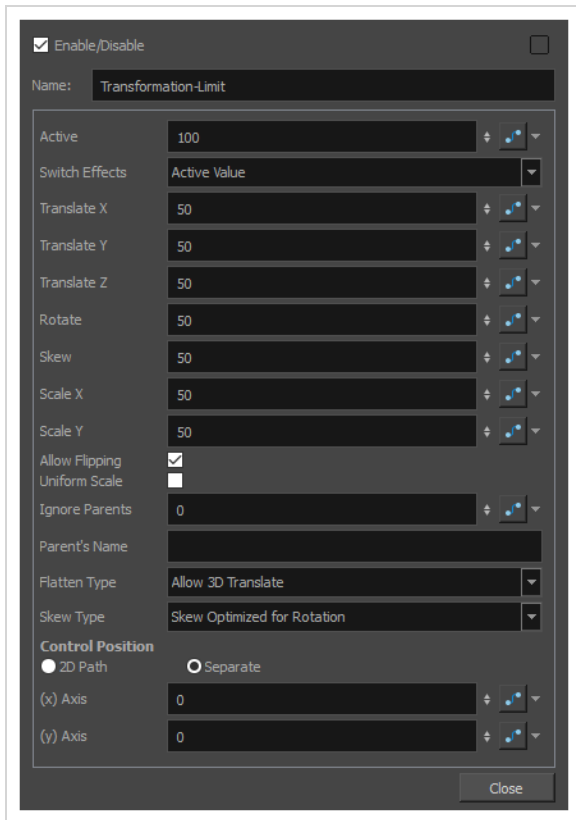 Enable/Disable
Name: Transformation-Limit
Active 100
Switch Effects Active Value
Translate X 50
Translate Y 50
Translate Z 50
Rotate 50
Skew 50
Scale X 50
Scale Y 50
Allow Flipping
Uniform Scale
Ignore Parents 0
Parent's Name
Flatten Type Allow 3D Translate
Skew Type Skew Optimized for Rotation
Control Position
2D Path Separate
(x) Axis 0
(y) Axis 0
Close